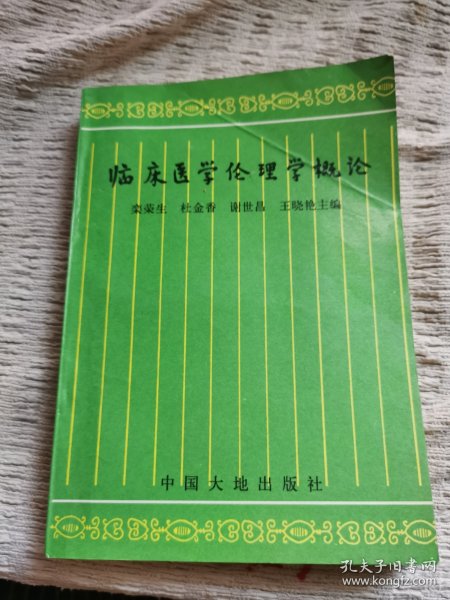 临床医学伦理学概论
栾荣生 杜金香 谢世昌 王晓艳主编
中国大地出版社
孔夫子旧书网
www.kongfz.com